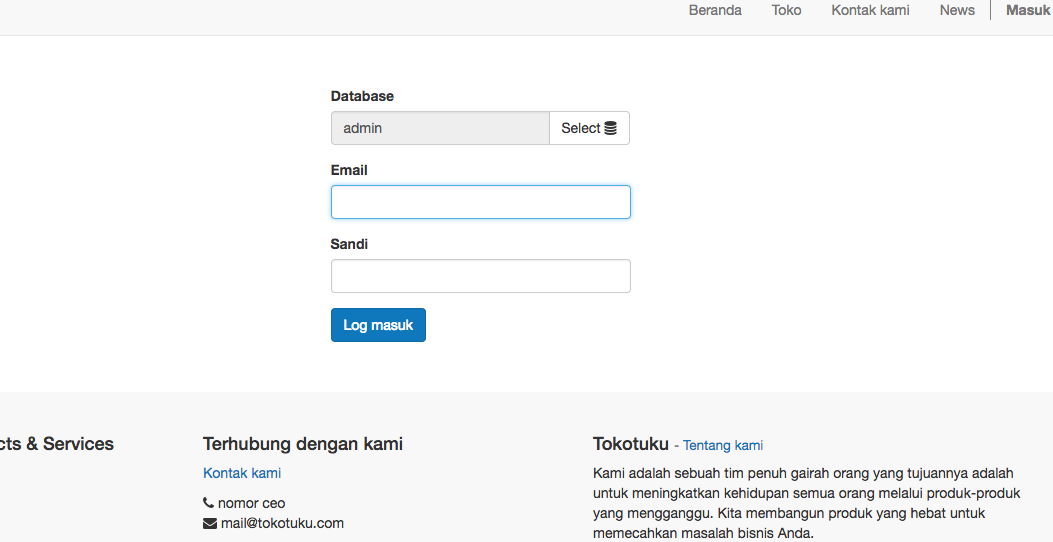 Beranda Toko Kontak kami News Masuk
Database
admin Select
Email
Sandi
Log masuk
cts & Services
Terhubung dengan kami
Kontak kami
nomor ceo
mail@tokotuku.com
Tokotuku - Tentang kami
Kami adalah sebuah tim penuh gairah orang yang tujuannya adalah
untuk meningkatkan kehidupan semua orang melalui produk-produk
yang mengganggu. Kita membangun produk yang hebat untuk
memecahkan masalah bisnis Anda.